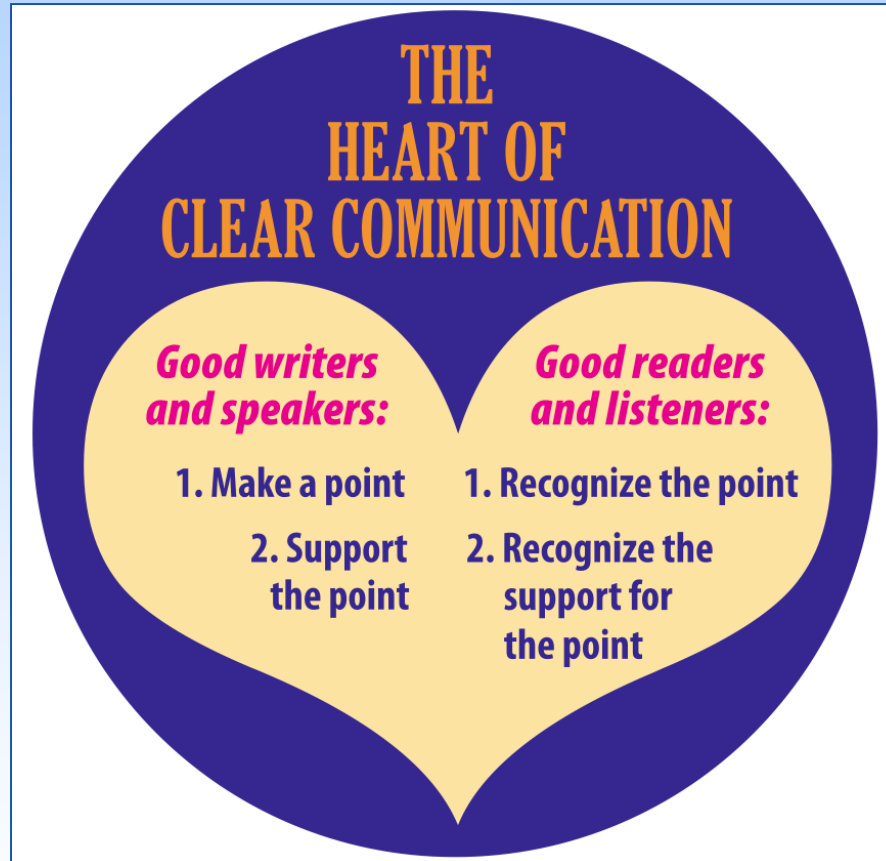 THE
HEART OF
CLEAR COMMUNICATION
Good writers
and speakers:
1. Make a point
2. Support
the point
Good readers
and listeners:
1. Recognize the point
2. Recognize the
support for
the point